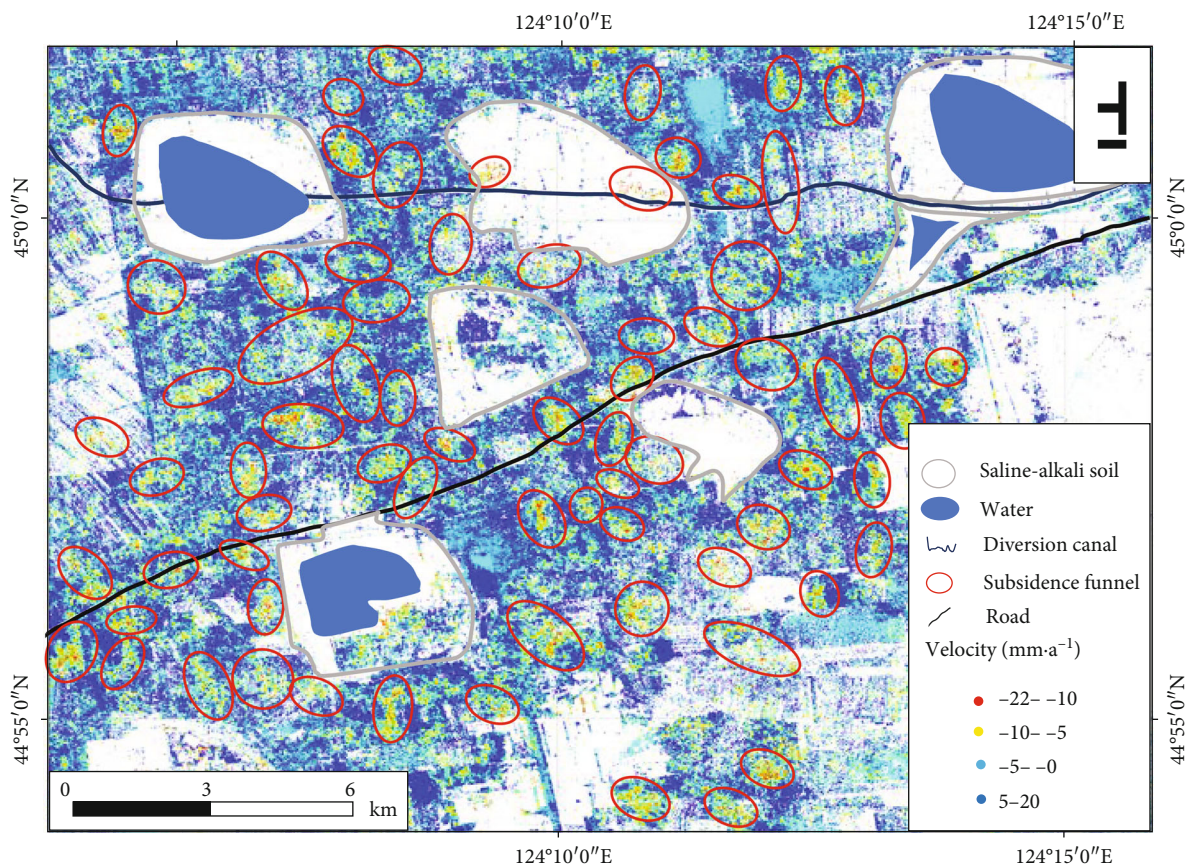 124°10′0″E
124°15′0″E
45°0′0″N
45°0′0″N
Saline-alkali soil
Water
Diversion canal
Subsidence funnel
Road
Velocity (mm·a⁻¹)
–22– –10
–10– –5
–5– –0
5–20
44°55′0″N
44°55′0″N
0
3
6
km
124°10′0″E
124°15′0″E